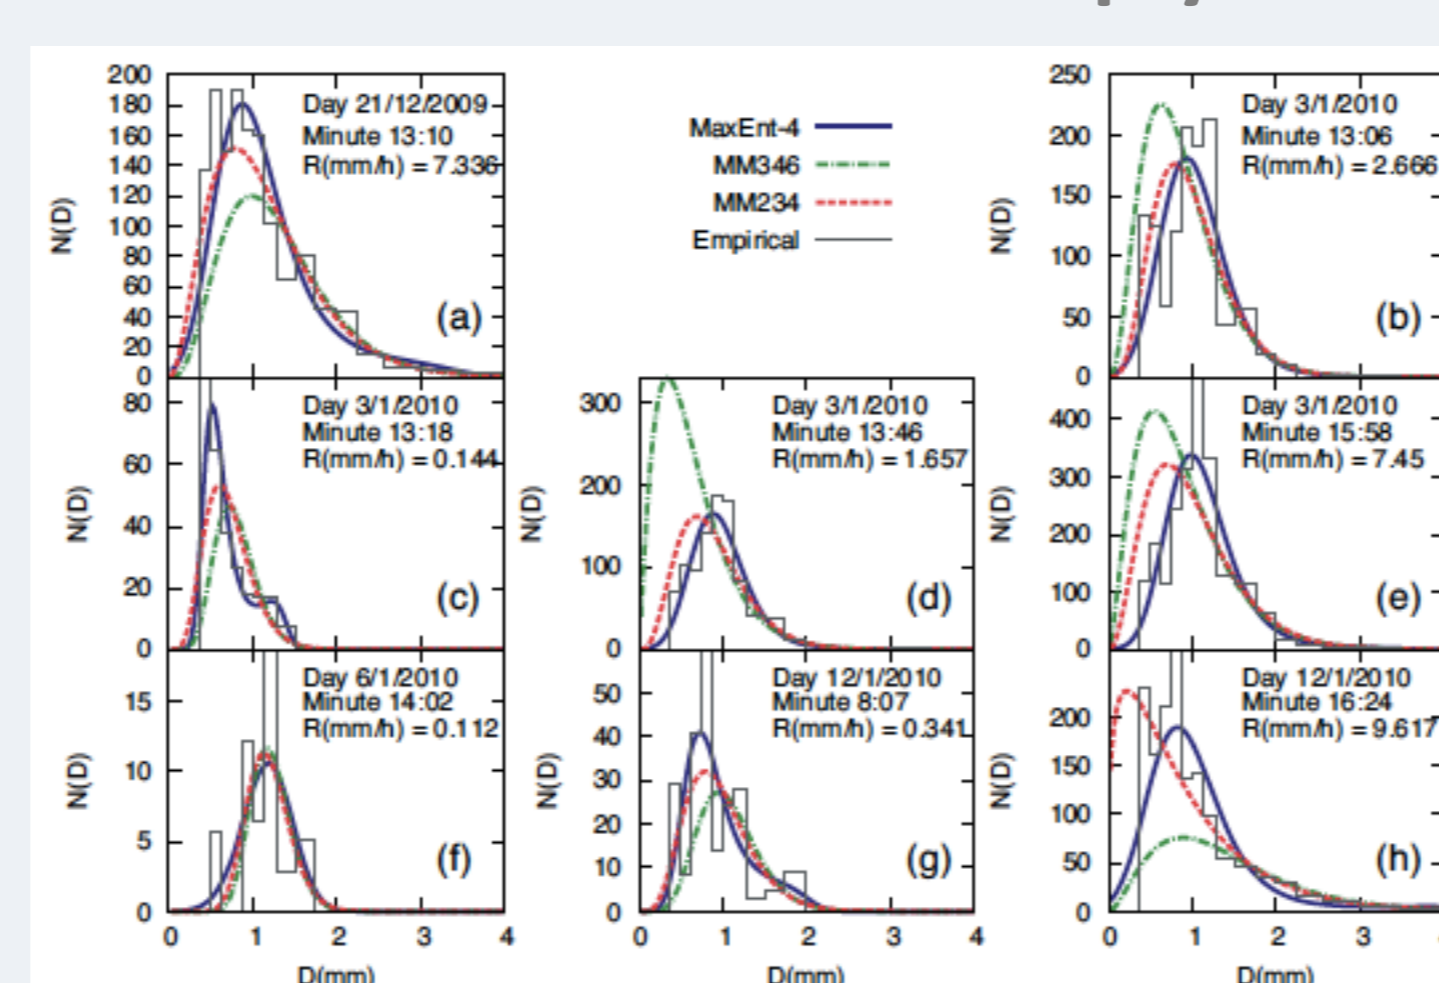 200
180
160
140
120
100
80
60
40
20
0
N(D)
Day 21/12/2009
Minute 13:10
R(mm/h) = 7.336
(a)
MaxEnt-4
MM346
MM234
Empirical
250
200
150
100
50
0
N(D)
Day 3/1/2010
Minute 13:06
R(mm/h) = 2.666
(b)
80
60
40
20
0
N(D)
Day 3/1/2010
Minute 13:18
R(mm/h) = 0.144
(c)
300
200
100
0
N(D)
Day 3/1/2010
Minute 13:46
R(mm/h) = 1.657
(d)
400
300
200
100
0
N(D)
Day 3/1/2010
Minute 15:58
R(mm/h) = 7.45
(e)
15
10
5
0
N(D)
Day 6/1/2010
Minute 14:02
R(mm/h) = 0.112
(f)
0 1 2 3 4
D(mm)
50
40
30
20
10
0
N(D)
Day 12/1/2010
Minute 8:07
R(mm/h) = 0.341
(g)
0 1 2 3 4
D(mm)
200
150
100
50
0
N(D)
Day 12/1/2010
Minute 16:24
R(mm/h) = 9.617
(h)
0 1 2 3
D(mm)